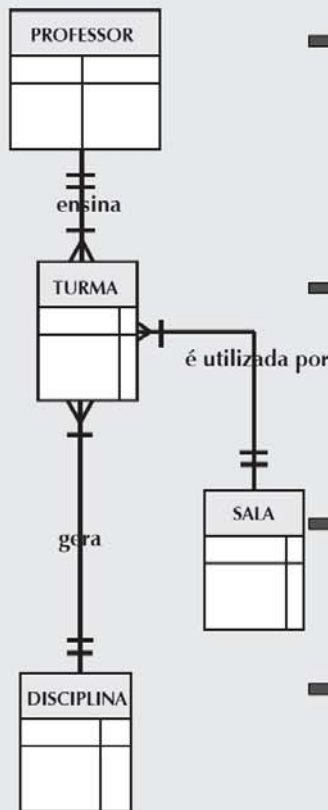 PROFESSOR
ensina
TURMA
é utilizada por
SALA
gera
DISCIPLINA